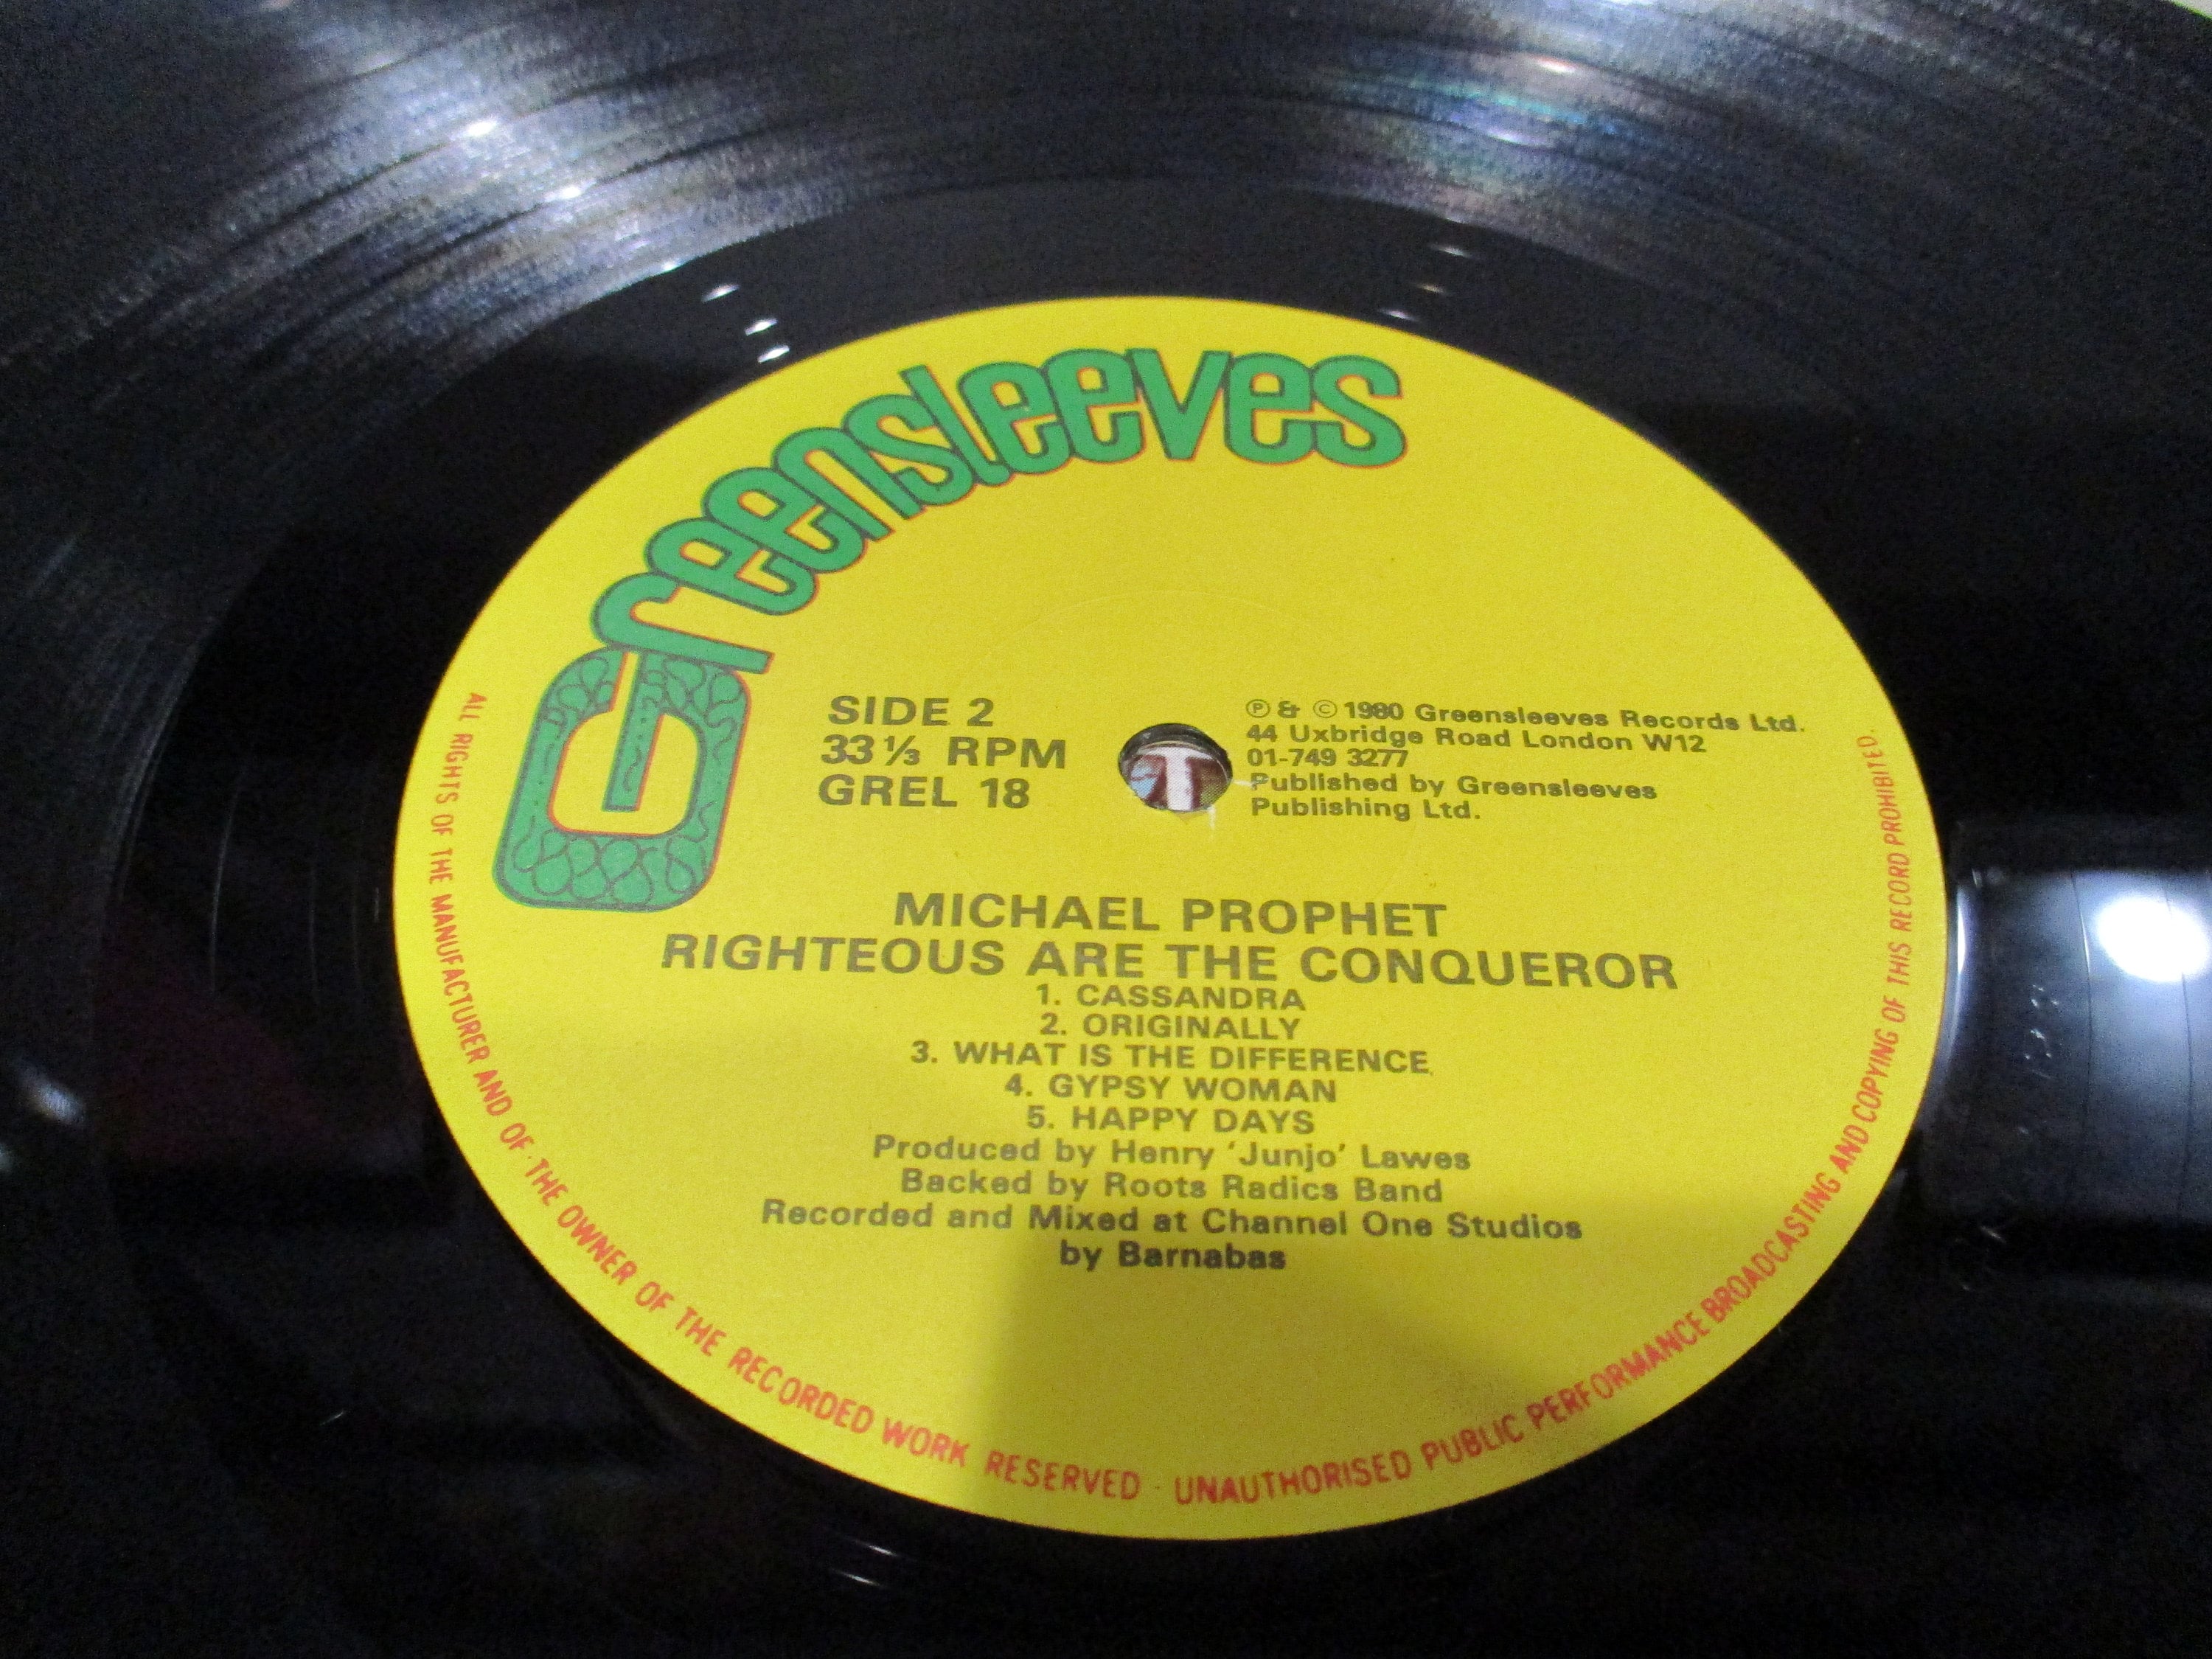 Greensleeves
SIDE 2
33 ⅓ RPM
GREL 18
Ⓟ & © 1980 Greensleeves Records Ltd.
44 Uxbridge Road London W12
01-749 3277
Published by Greensleeves
Publishing Ltd.
MICHAEL PROPHET
RIGHTEOUS ARE THE CONQUEROR
1. CASSANDRA
2. ORIGINALLY
3. WHAT IS THE DIFFERENCE
4. GYPSY WOMAN
5. HAPPY DAYS
Produced by Henry 'Junjo' Lawes
Backed by Roots Radics Band
Recorded and Mixed at Channel One Studios
by Barnabas
ALL RIGHTS OF THE MANUFACTURER AND OF THE OWNER OF THE RECORDED WORK RESERVED · UNAUTHORISED PUBLIC PERFORMANCE BROADCASTING AND COPYING OF THIS RECORD PROHIBITED.